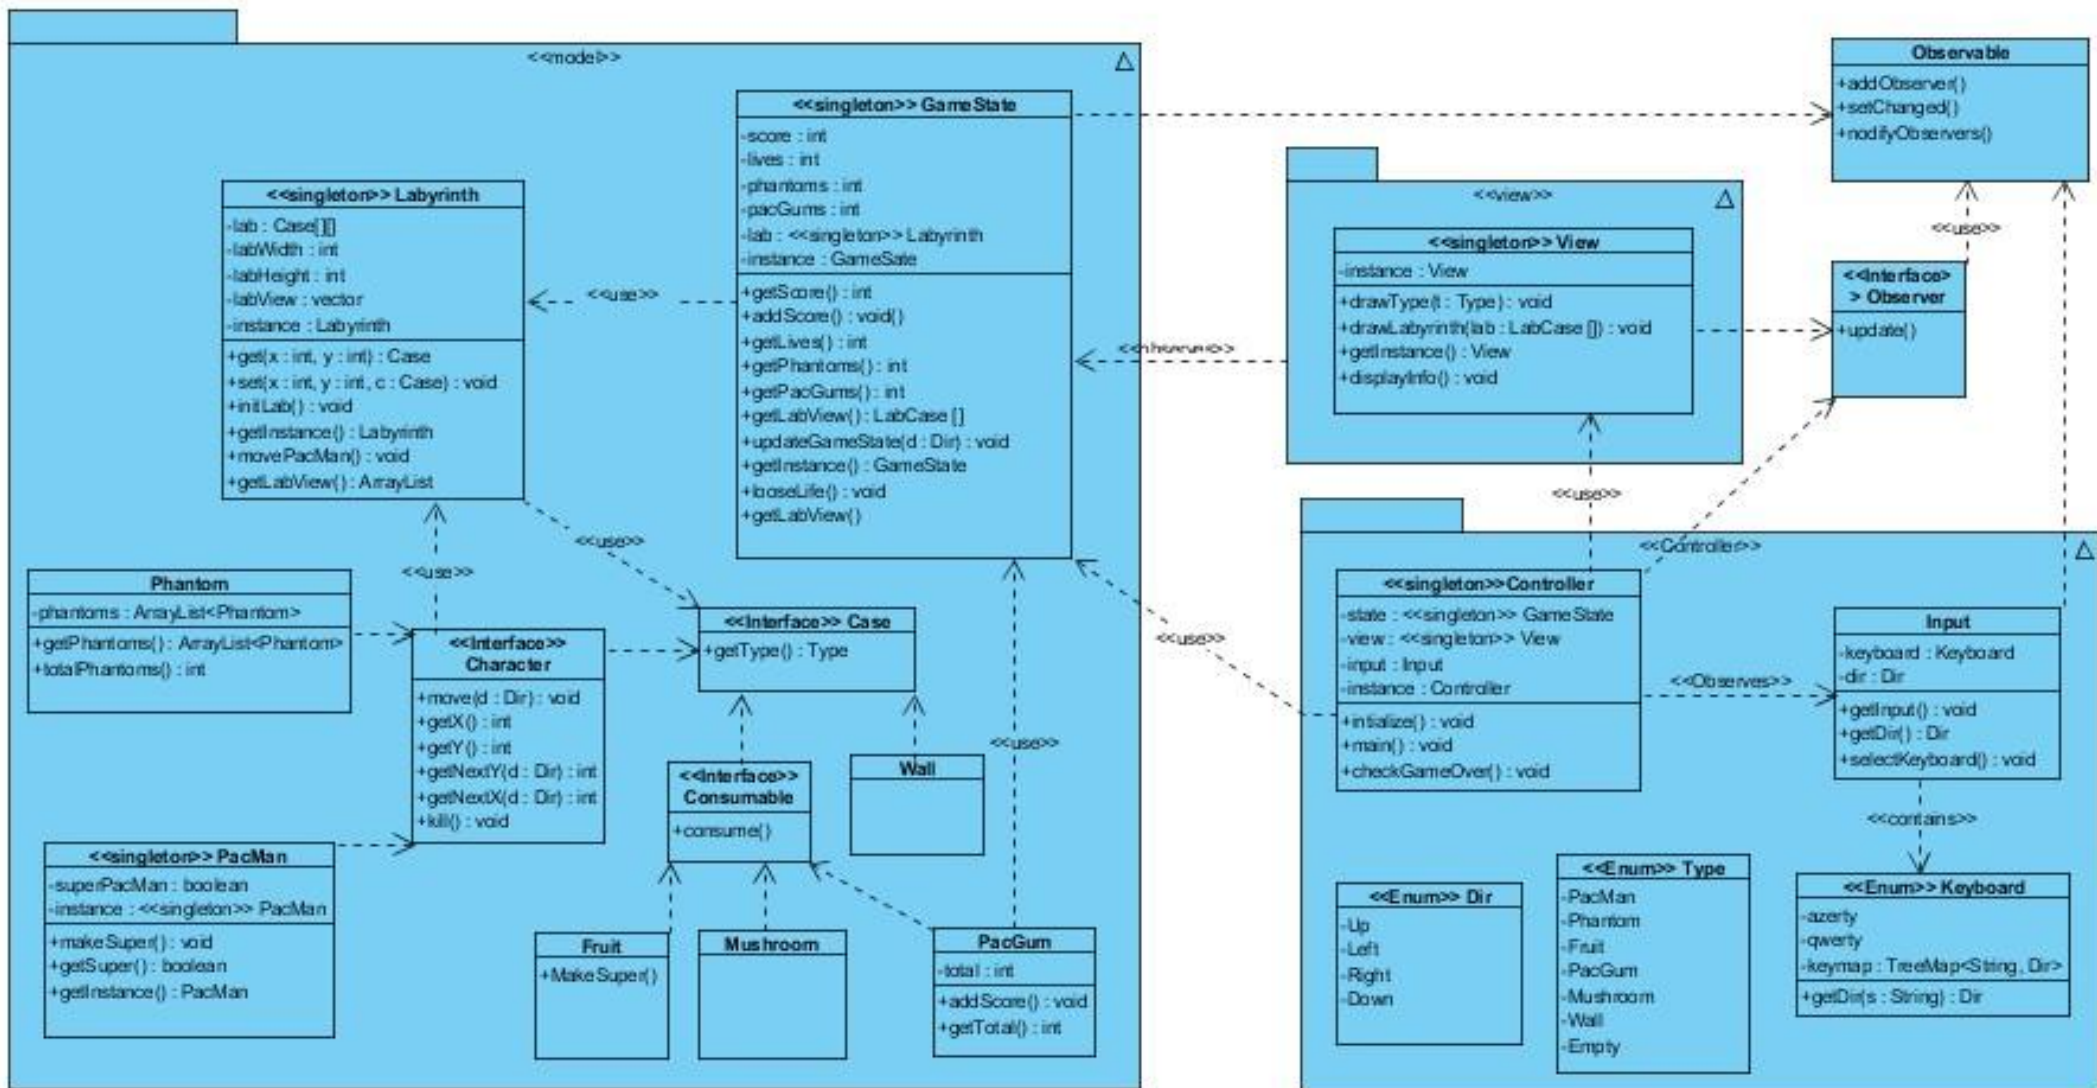 <<model>>
<<singleton>> GameState
-score : int
-lives : int
-phantoms : int
-pacGums : int
-lab : <<singleton>> Labyrinth
-instance : GameSate
+getScore() : int
+addScore() : void()
+getLives() : int
+getPhantoms() : int
+getPacGums() : int
+getLabView() : LabCase []
+updateGameState(d : Dir) : void
+getInstance() : GameState
+looseLife() : void
+getLabView()
<<singleton>> Labyrinth
-lab : Case[][]
-labWidth : int
-labHeight : int
-labView : vector
-instance : Labyrinth
+get(x : int, y : int) : Case
+set(x : int, y : int, c : Case) : void
+initLab() : void
+getInstance() : Labyrinth
+movePacMan() : void
+getLabView() : ArrayList
<<use>>
<<use>>
<<use>>
Phantom
-phantoms : ArrayList<Phantom>
+getPhantoms() : ArrayList<Phantom>
+totalPhantoms() : int
<<Interface>>
Character
+move(d : Dir) : void
+getX() : int
+getY() : int
+getNextY(d : Dir) : int
+getNextX(d : Dir) : int
+kill() : void
<<Interface>> Case
+getType() : Type
<<use>>
<<Interface>>
Consumable
+consume()
Wall
<<singleton>> PacMan
-superPacMan : boolean
-instance : <<singleton>> PacMan
+makeSuper() : void
+getSuper() : boolean
+getInstance() : PacMan
Fruit
+MakeSuper()
Mushroom
PacGum
-total : int
+addScore() : void
+getTotal() : int
Observable
+addObserver()
+setChanged()
+nodifyObservers()
<<use>>
<<view>>
<<singleton>> View
-instance : View
+drawType(t : Type) : void
+drawLabyrinth(lab : LabCase []) : void
+getInstance() : View
+displayInfo() : void
<<Interface>
> Observer
+update()
<<use>>
<<use>>
<<Controller>>
<<singleton>>Controller
-state : <<singleton>> GameState
-view : <<singleton>> View
-input : Input
-instance : Controller
+intialize() : void
+main() : void
+checkGameOver() : void
<<Observes>>
Input
-keyboard : Keyboard
-dir : Dir
+getInput() : void
+getDir() : Dir
+selectKeyboard() : void
<<contains>>
<<Enum>> Dir
-Up
-Left
-Right
-Down
<<Enum>> Type
-PacMan
-Phantom
-Fruit
-PacGum
-Mushroom
-Wall
-Empty
<<Enum>> Keyboard
-azerty
-qwerty
-keymap : TreeMap<String, Dir>
+getDir(s : String) : Dir